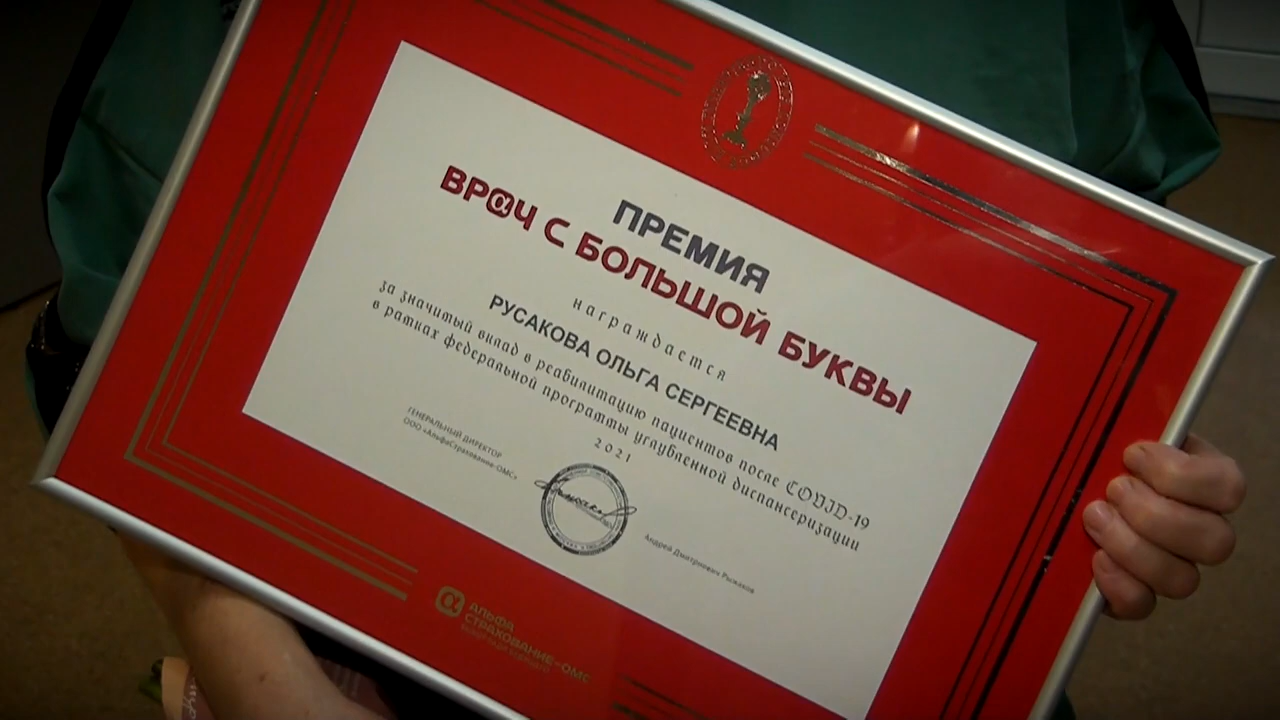 ПРЕМИЯ
ВРαЧ С БОЛЬШОЙ БУКВЫ
награждается
РУСАКОВА ОЛЬГА СЕРГЕЕВНА
за значимый вклад в реабилитацию пациентов после COVID-19
в рамках федеральной программы углубленной диспансеризации
2021
ГЕНЕРАЛЬНЫЙ ДИРЕКТОР
ООО «АльфаСтрахование-ОМС»
Андрей Дмитриевич Рыжаков
α АЛЬФА
СТРАХОВАНИЕ-ОМС